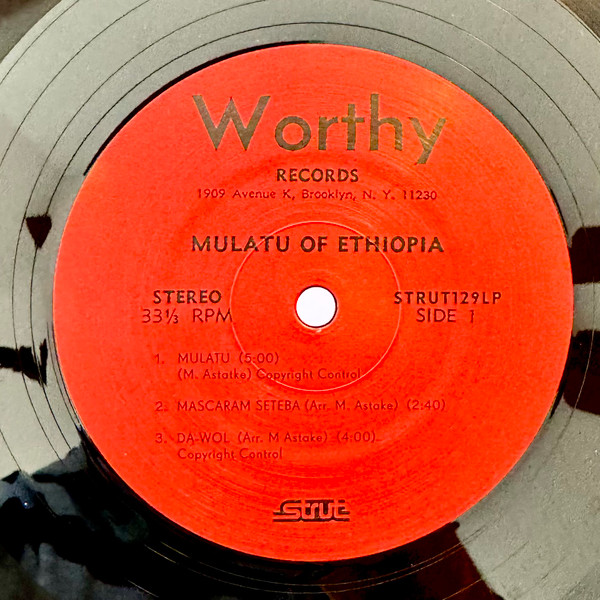 Worthy
RECORDS
1909 Avenue K, Brooklyn, N. Y. 11230
MULATU OF ETHIOPIA
STEREO
33⅓ RPM
STRUT129LP
SIDE 1
1. MULATU (5:00)
(M. Astatke) Copyright Control
2. MASCARAM SETEBA (Arr. M. Astake) (2:40)
3. DA-WOL (Arr. M Astake) (4:00)
Copyright Control
Strut